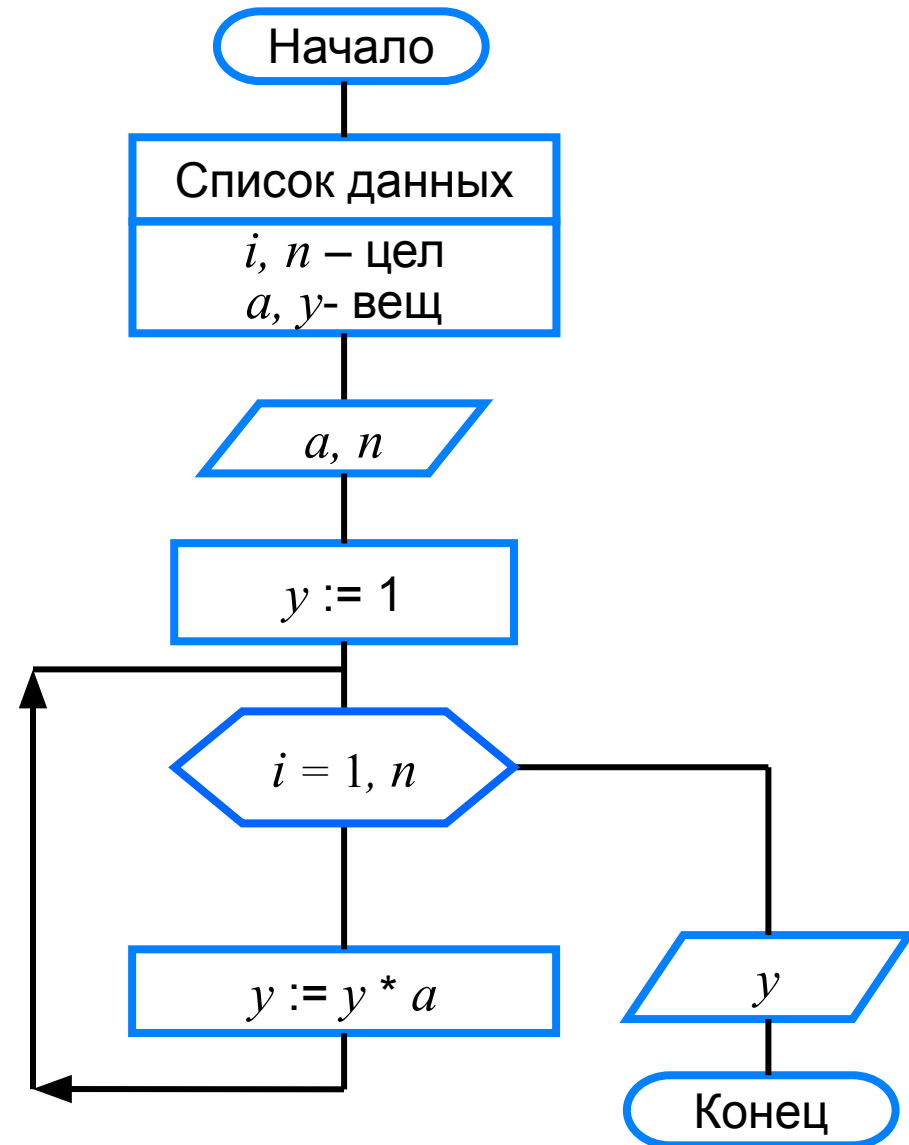 Начало
Список данных
i, n – цел
a, y- вещ
a, n
y := 1
i = 1, n
y := y * a
y
Конец